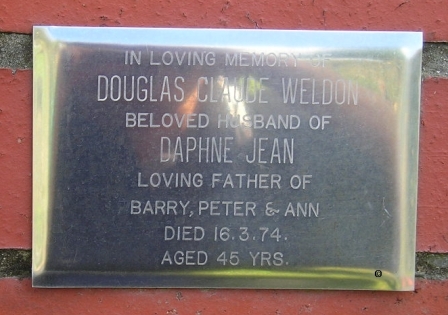 IN LOVING MEMORY OF
DOUGLAS CLAUDE WELDON
BELOVED HUSBAND OF
DAPHNE JEAN
LOVING FATHER OF
BARRY, PETER & ANN
DIED 16.3.74.
AGED 45 YRS.